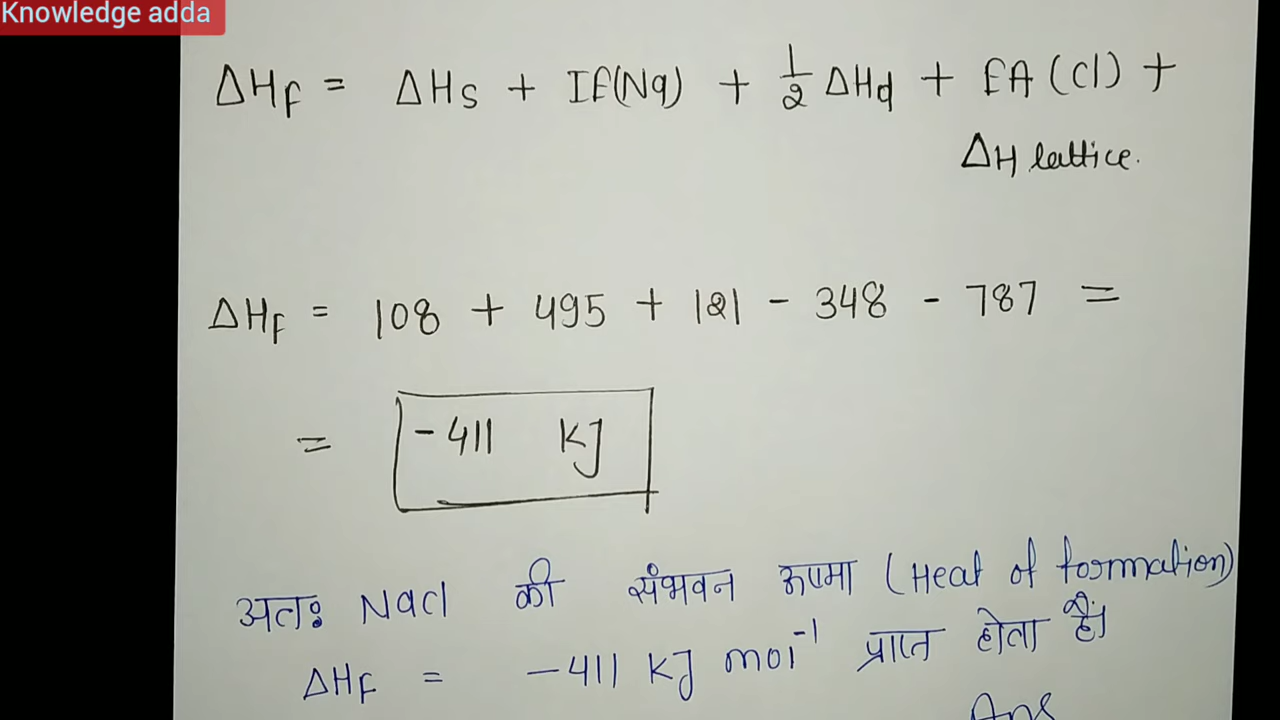 Knowledge adda
ΔHf = ΔHs + IE(Na) + 1/2 ΔHd + EA (Cl) +
ΔH lattice.
ΔHf = 108 + 495 + 121 - 348 - 787 =
= -411 KJ
अतः Nacl की संभवन ऊष्मा (Heat of formation)
ΔHf = -411 KJ mol⁻¹ प्राप्त होता हैं।
Ans